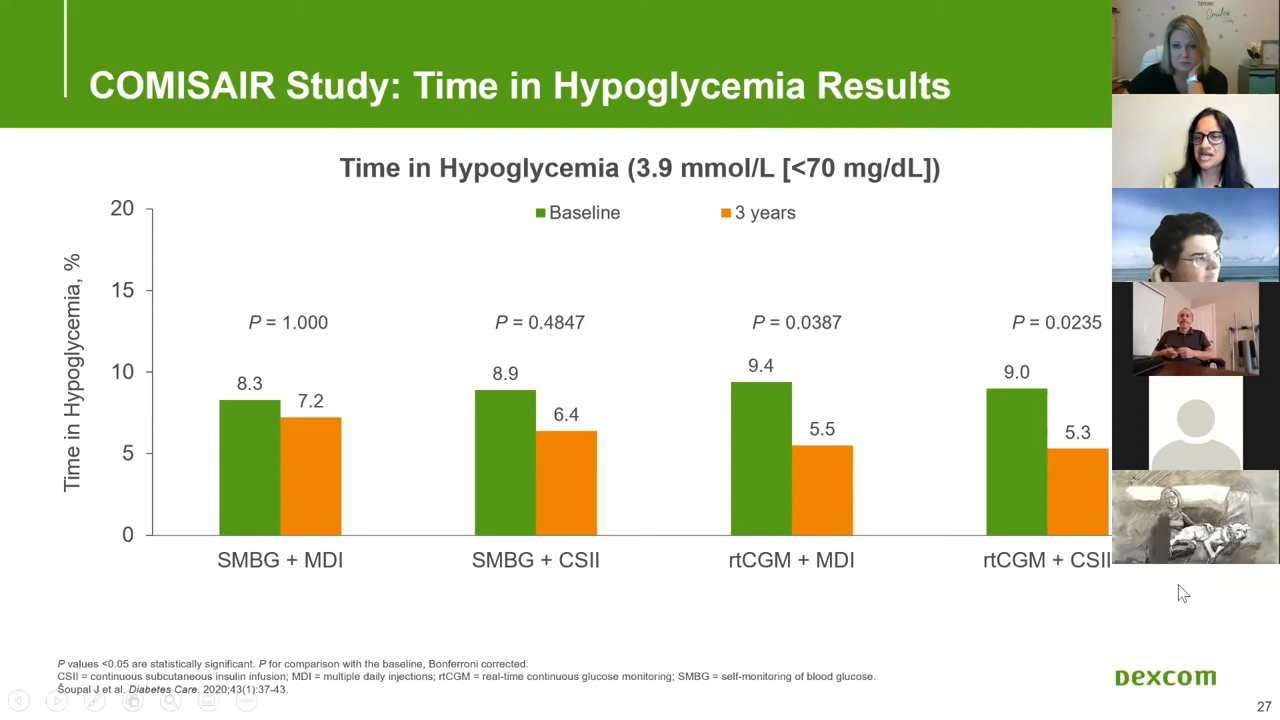 COMISAIR Study: Time in Hypoglycemia Results
Time in Hypoglycemia (3.9 mmol/L [<70 mg/dL])
Baseline
3 years
Time in Hypoglycemia, %
20
15
10
5
0
P = 1.000
P = 0.4847
P = 0.0387
P = 0.0235
8.3
7.2
8.9
6.4
9.4
5.5
9.0
5.3
SMBG + MDI
SMBG + CSII
rtCGM + MDI
rtCGM + CSII
P values <0.05 are statistically significant. P for comparison with the baseline, Bonferroni corrected.
CSII = continuous subcutaneous insulin infusion; MDI = multiple daily injections; rtCGM = real-time continuous glucose monitoring; SMBG = self-monitoring of blood glucose.
Šoupal J et al. Diabetes Care. 2020;43(1):37-43.
Dexcom
27